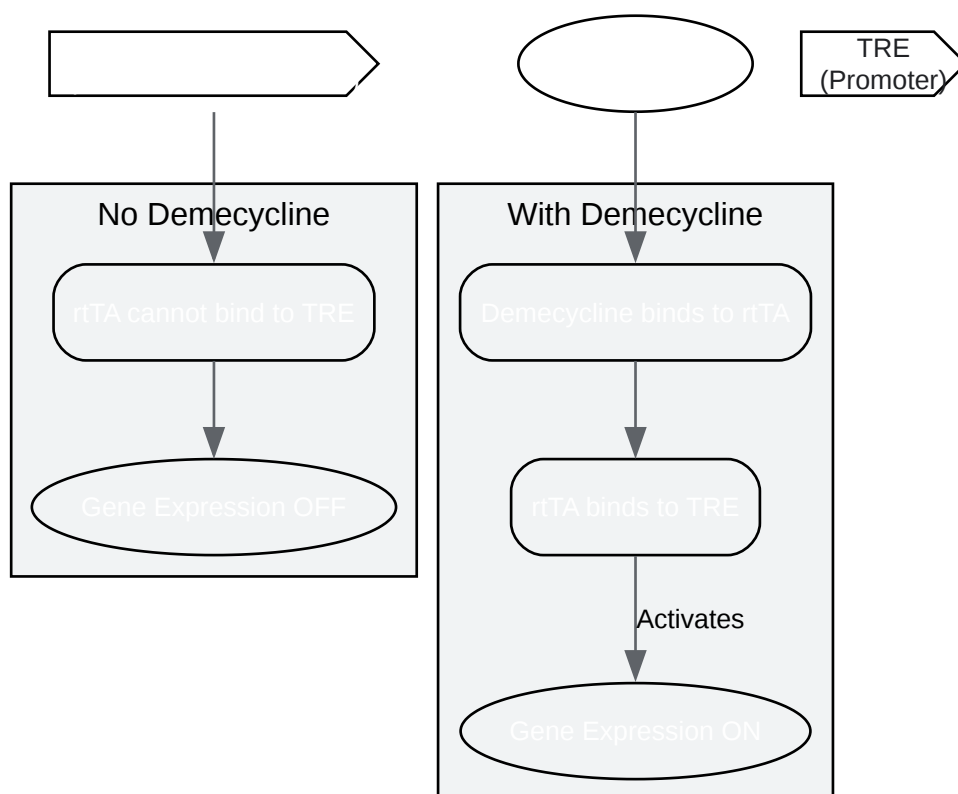 TRE
(Promoter)
No Demecycline
With Demecycline
rtTA cannot bind to TRE
Demecycline binds to rtTA
Gene Expression OFF
rtTA binds to TRE
Activates
Gene Expression ON